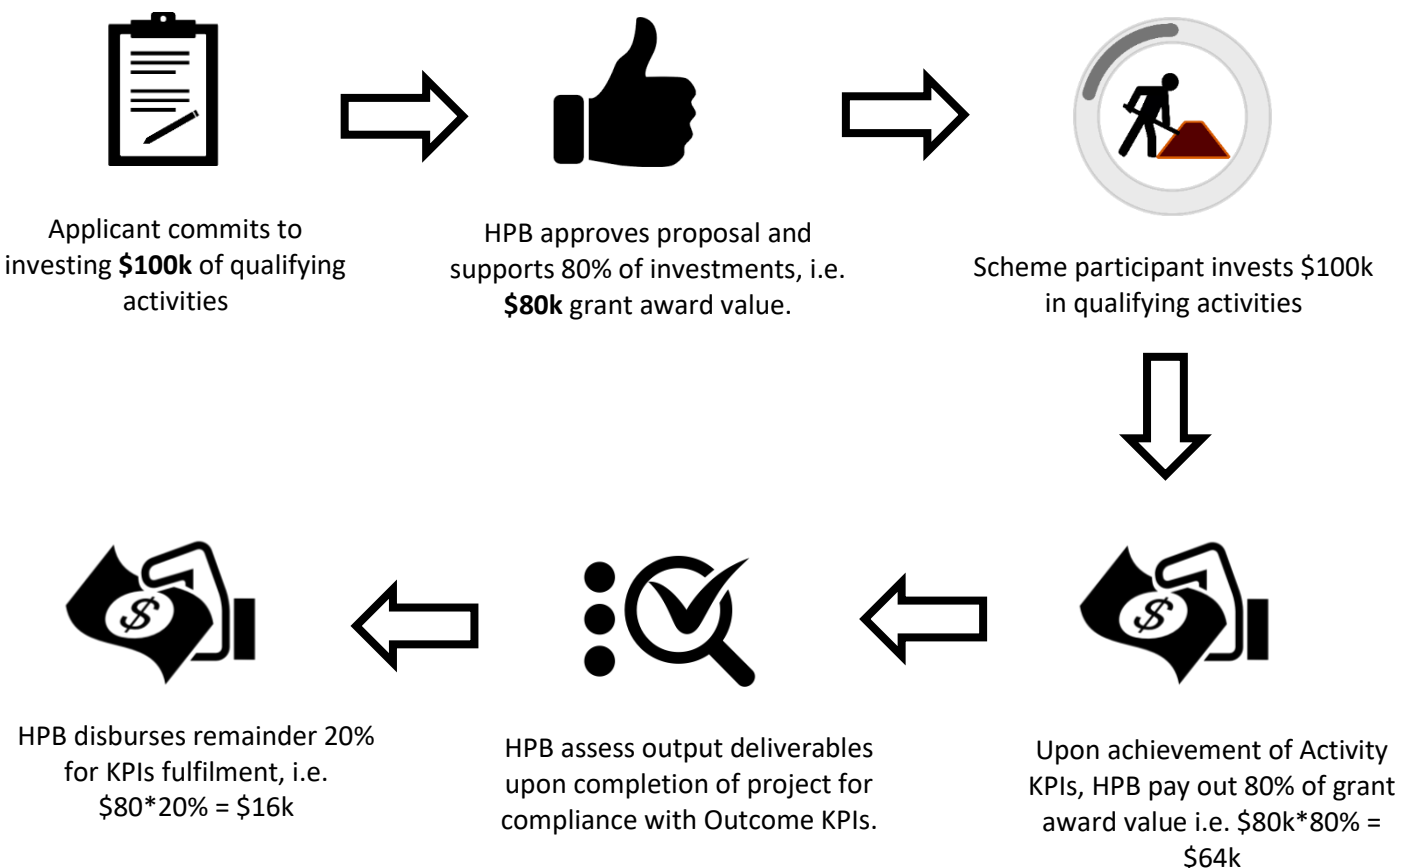 Applicant commits to
investing $100k of qualifying
activities
HPB approves proposal and
supports 80% of investments, i.e.
$80k grant award value.
Scheme participant invests $100k
in qualifying activities
$
Upon achievement of Activity
KPIs, HPB pay out 80% of grant
award value i.e. $80k*80% =
$64k
HPB assess output deliverables
upon completion of project for
compliance with Outcome KPIs.
$
HPB disburses remainder 20%
for KPIs fulfilment, i.e.
$80*20% = $16k